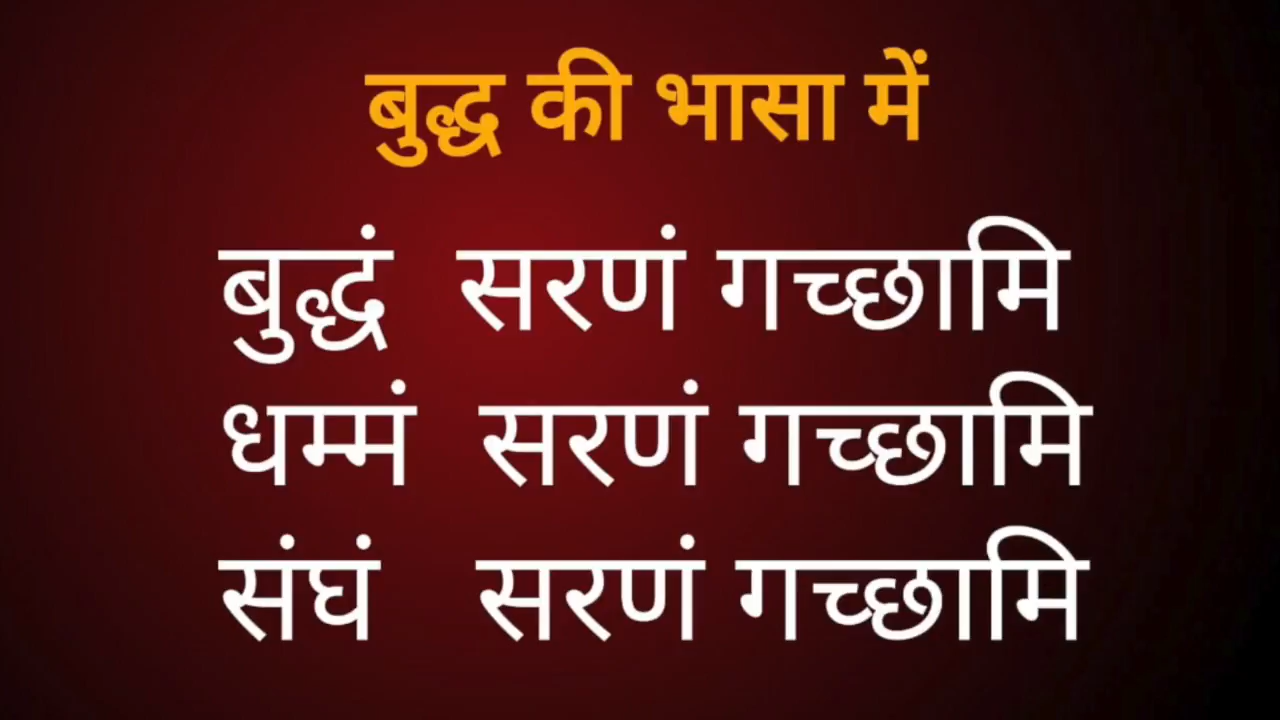 बुद्ध की भासा में
बुद्धं सरणं गच्छामि
धम्मं सरणं गच्छामि
संघं सरणं गच्छामि